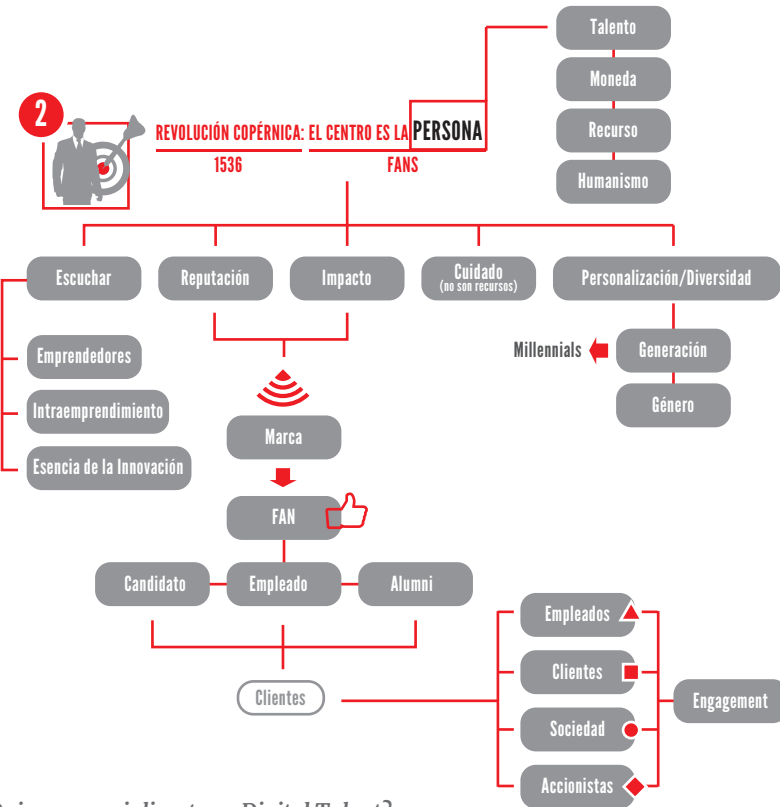 Talento
Moneda
Recurso
Humanismo
2
REVOLUCIÓN COPÉRNICA: EL CENTRO ES LA PERSONA
1536
FANS
Escuchar
Reputación
Impacto
Cuidado
(no son recursos)
Personalización/Diversidad
Emprendedores
Intraemprendimiento
Esencia de la Innovación
Millennials
Generación
Género
Marca
FAN
Candidato
Empleado
Alumni
Clientes
Empleados
Clientes
Sociedad
Accionistas
Engagement
Digital Talent?